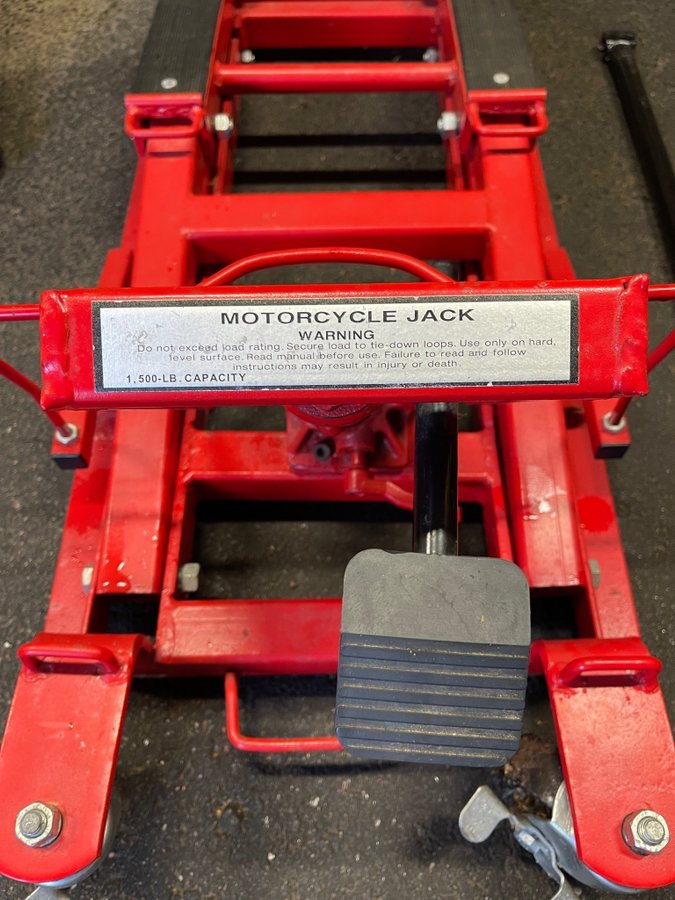 MOTORCYCLE JACK
WARNING
Do not exceed load rating. Secure load to tie-down loops. Use only on hard,
level surface. Read manual before use. Failure to read and follow
instructions may result in injury or death.
1,500-LB. CAPACITY